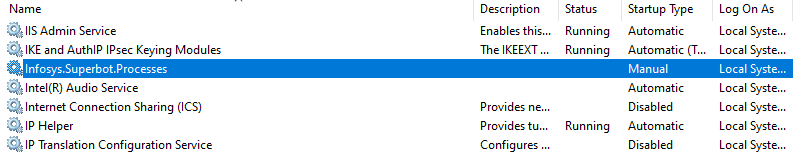 Name Description Status Startup Type Log On As
IIS Admin Service Enables this... Running Automatic Local Syste...
IKE and AuthIP IPsec Keying Modules The IKEEXT ... Running Automatic (T... Local Syste...
Infosys.Superbot.Processes Manual Local Syste...
Intel(R) Audio Service Automatic Local Syste...
Internet Connection Sharing (ICS) Provides ne... Disabled Local Syste...
IP Helper Provides tu... Running Automatic Local Syste...
IP Translation Configuration Service Configures ... Disabled Local Syste...